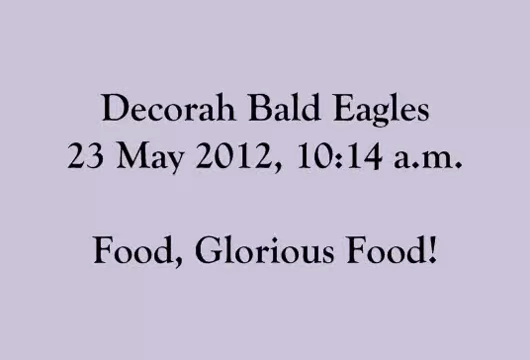 Decorah Bald Eagles
23 May 2012, 10:14 a.m.
Food, Glorious Food!